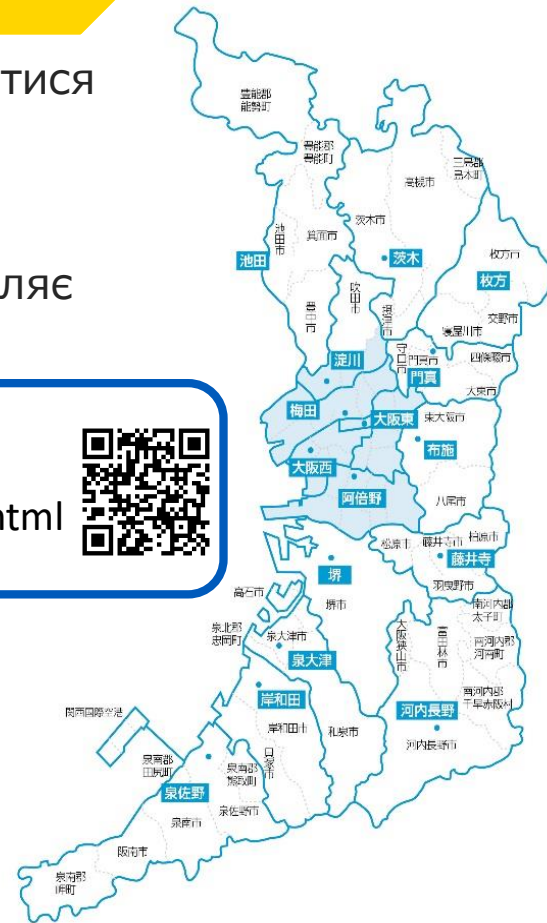 тися
ляє
html
豊能郡
能勢町
豊能郡
豊能町
三島郡
島本町
高槻市
茨木市
箕面市
池田市
池田
茨木
枚方市
枚方
吹田市
摂津市
豊中市
交野市
寝屋川市
守口市
門真市
四條畷市
淀川
門真
大東市
梅田
大阪東
東大阪市
布施
大阪西
阿倍野
八尾市
松原市
藤井寺市
柏原市
藤井寺
堺
羽曳野市
高石市
堺市
南河内郡
太子町
泉北郡
忠岡町
泉大津市
大阪狭山市
富田林市
南河内郡
河南町
泉大津
岸和田
南河内郡
千早赤阪村
河内長野
関西国際空港
岸和田市
和泉市
貝塚市
河内長野市
泉南郡
田尻町
泉南郡
熊取町
泉佐野
泉佐野市
泉南市
阪南市
泉南郡
岬町